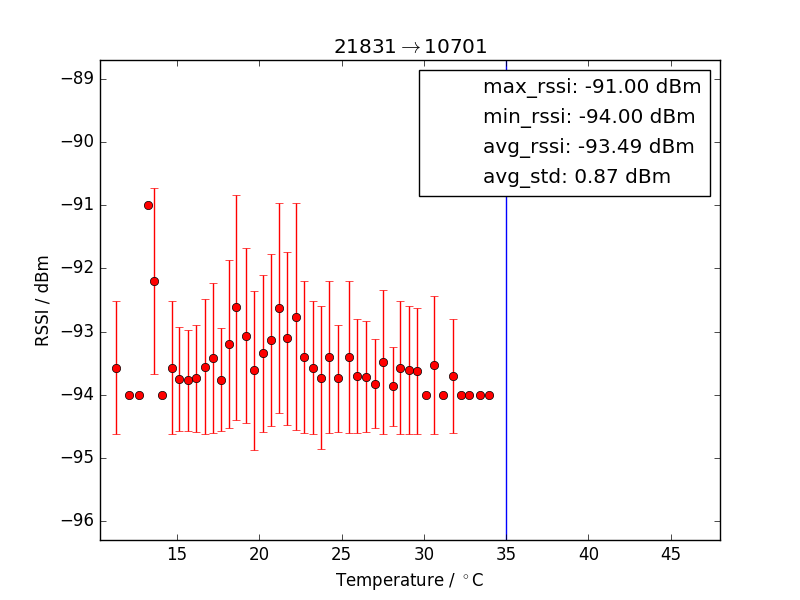 21831→10701
max_rssi: -91.00 dBm
min_rssi: -94.00 dBm
avg_rssi: -93.49 dBm
avg_std: 0.87 dBm
−89
−90
−91
−92
−93
−94
−95
−96
RSSI / dBm
15 20 25 30 35 40 45
Temperature / °C